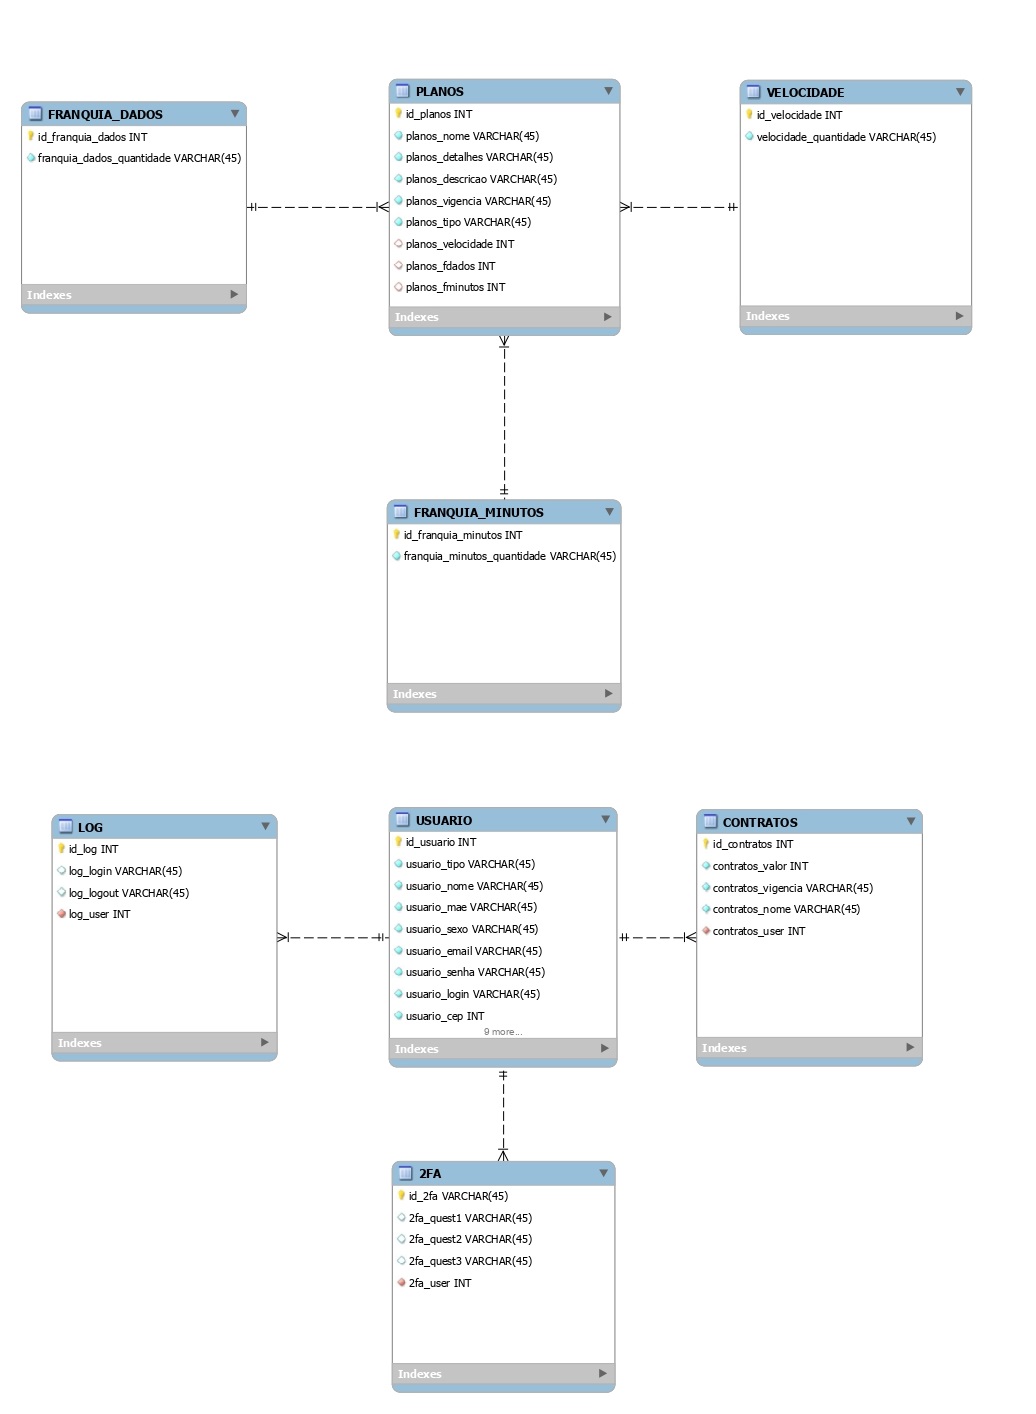 FRANQUIA_DADOS
id_franquia_dados INT
franquia_dados_quantidade VARCHAR(45)
Indexes
PLANOS
id_planos INT
planos_nome VARCHAR(45)
planos_detalhes VARCHAR(45)
planos_descricao VARCHAR(45)
planos_vigencia VARCHAR(45)
planos_tipo VARCHAR(45)
planos_velocidade INT
planos_fdados INT
planos_fminutos INT
Indexes
VELOCIDADE
id_velocidade INT
velocidade_quantidade VARCHAR(45)
Indexes
FRANQUIA_MINUTOS
id_franquia_minutos INT
franquia_minutos_quantidade VARCHAR(45)
Indexes
LOG
id_log INT
log_login VARCHAR(45)
log_logout VARCHAR(45)
log_user INT
Indexes
USUARIO
id_usuario INT
usuario_tipo VARCHAR(45)
usuario_nome VARCHAR(45)
usuario_mae VARCHAR(45)
usuario_sexo VARCHAR(45)
usuario_email VARCHAR(45)
usuario_senha VARCHAR(45)
usuario_login VARCHAR(45)
usuario_cep INT
9 more...
Indexes
CONTRATOS
id_contratos INT
contratos_valor INT
contratos_vigencia VARCHAR(45)
contratos_nome VARCHAR(45)
contratos_user INT
Indexes
2FA
id_2fa VARCHAR(45)
2fa_quest1 VARCHAR(45)
2fa_quest2 VARCHAR(45)
2fa_quest3 VARCHAR(45)
2fa_user INT
Indexes